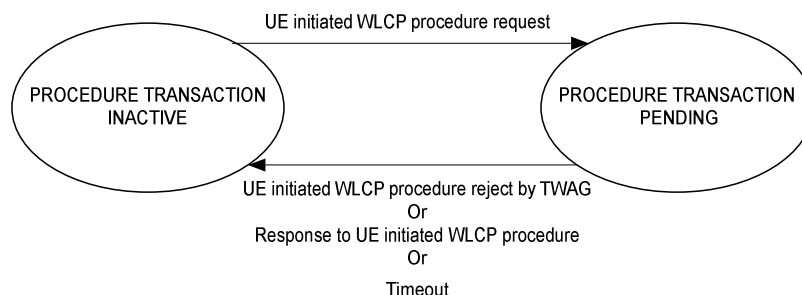 UE initiated WLCP procedure request
PROCEDURE TRANSACTION
INACTIVE
PROCEDURE TRANSACTION
PENDING
UE initiated WLCP procedure reject by TWAG
Or
Response to UE initiated WLCP procedure
Or
Timeout